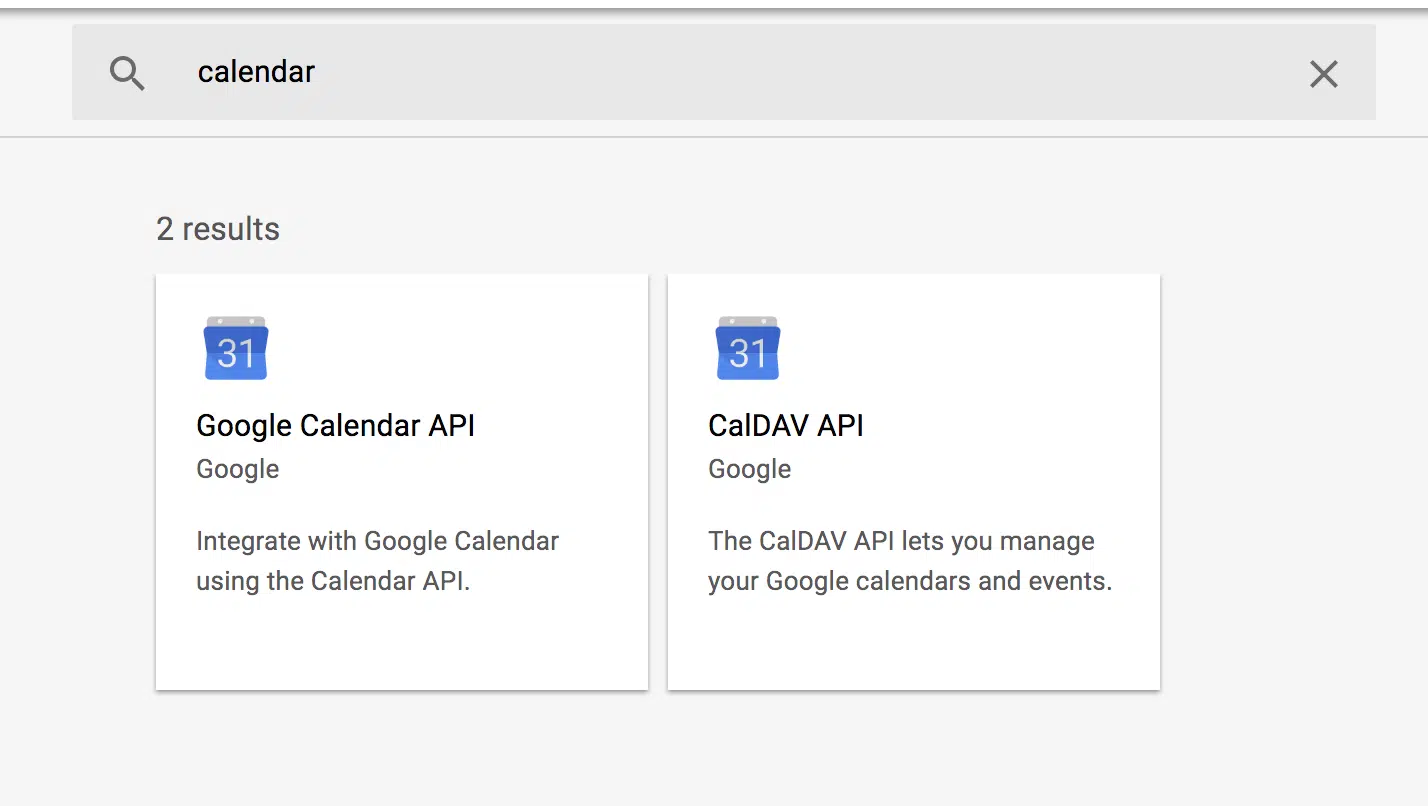 calendar
2 results
31
Google Calendar API
Google
Integrate with Google Calendar
using the Calendar API.
31
CalDAV API
Google
The CalDAV API lets you manage
your Google calendars and events.